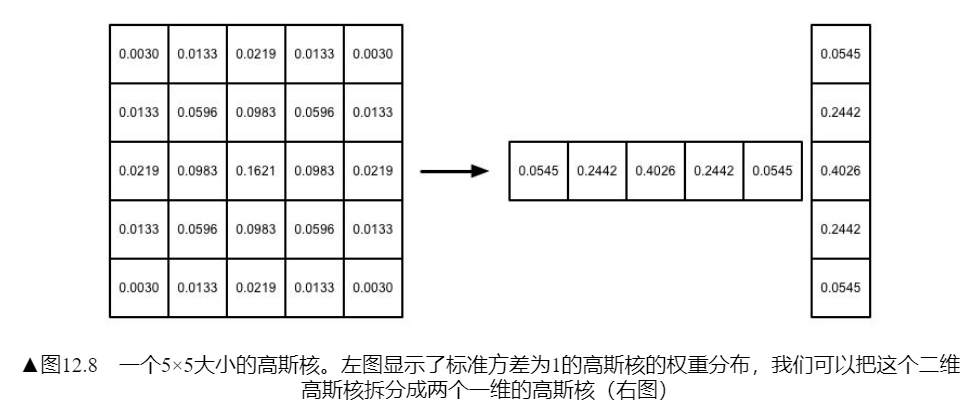 0.0030 0.0133 0.0219 0.0133 0.0030
0.0133 0.0596 0.0983 0.0596 0.0133
0.0219 0.0983 0.1621 0.0983 0.0219
0.0133 0.0596 0.0983 0.0596 0.0133
0.0030 0.0133 0.0219 0.0133 0.0030
0.0545 0.2442 0.4026 0.2442 0.0545
0.0545
0.2442
0.4026
0.2442
0.0545
▲图12.8 一个5×5大小的高斯核。左图显示了标准方差为1的高斯核的权重分布，我们可以把这个二维
高斯核拆分成两个一维的高斯核（右图）